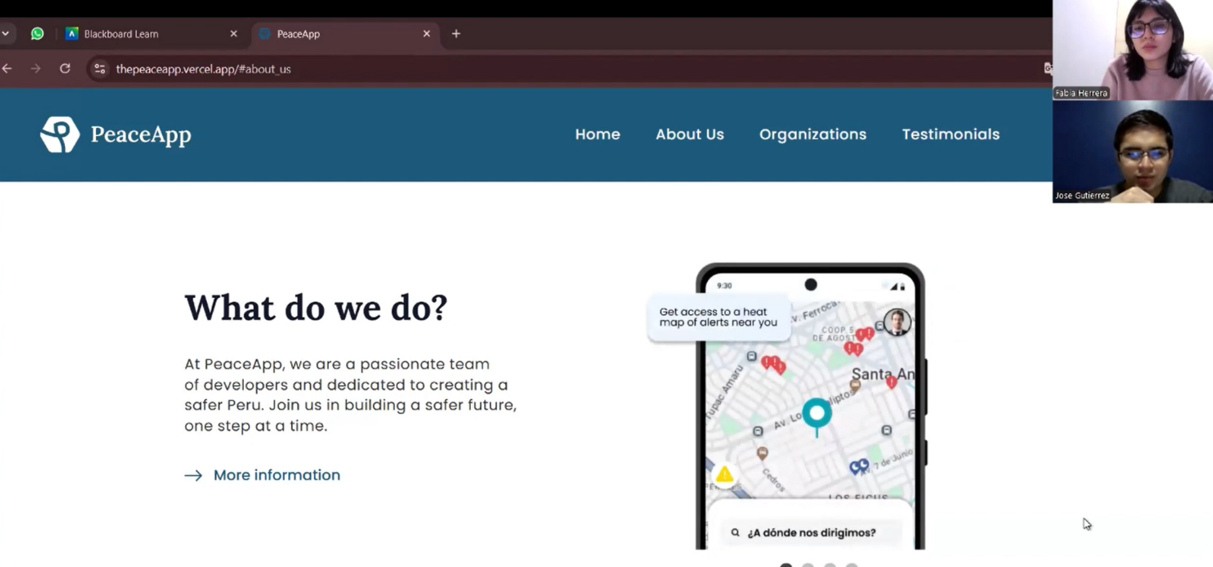 Blackboard Learn
PeaceApp
thepeaceapp.vercel.app/#about_us
Fabia Herrera
Jose Gutierrez
PeaceApp
Home
About Us
Organizations
Testimonials
What do we do?
At PeaceApp, we are a passionate team
of developers and dedicated to creating a
safer Peru. Join us in building a safer future,
one step at a time.
More information
9:30
Get access to a heat
map of alerts near you
v. Ferroca
COOP 5
DE AGOST
Santa An
Tupac Amaru
Av. Lo
liptos
Cedros
7 de Junio
LOS FICUS
¿A dónde nos dirigimos?